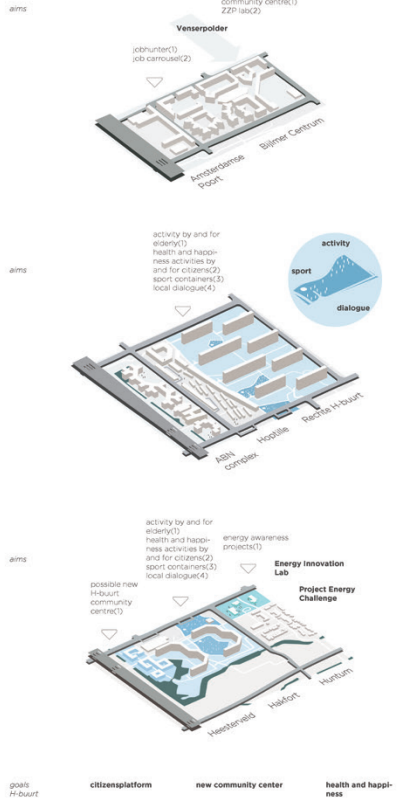 aims
community centre(1)
ZZP lab(2)
Venserpolder
jobhunter(1)
job carrousel(2)
Amsterdamse
Poort
Bijlmer Centrum
aims
activity by and for
elderly(1)
health and happi-
ness activities by
and for citizens(2)
sport containers(3)
local dialogue(4)
activity
sport
dialogue
ABN
complex
Hoptille
Rechte H-buurt
aims
activity by and for
elderly(1)
health and happi-
ness activities by
and for citizens(2)
sport containers(3)
local dialogue(4)
energy awareness
projects(1)
Energy Innovation
Lab
Project Energy
Challenge
possible new
H-buurt
community
centre(1)
Heesterveld
Hakfort
Huntum
goals
H-buurt
citizensplatform
new community center
health and happi-
ness